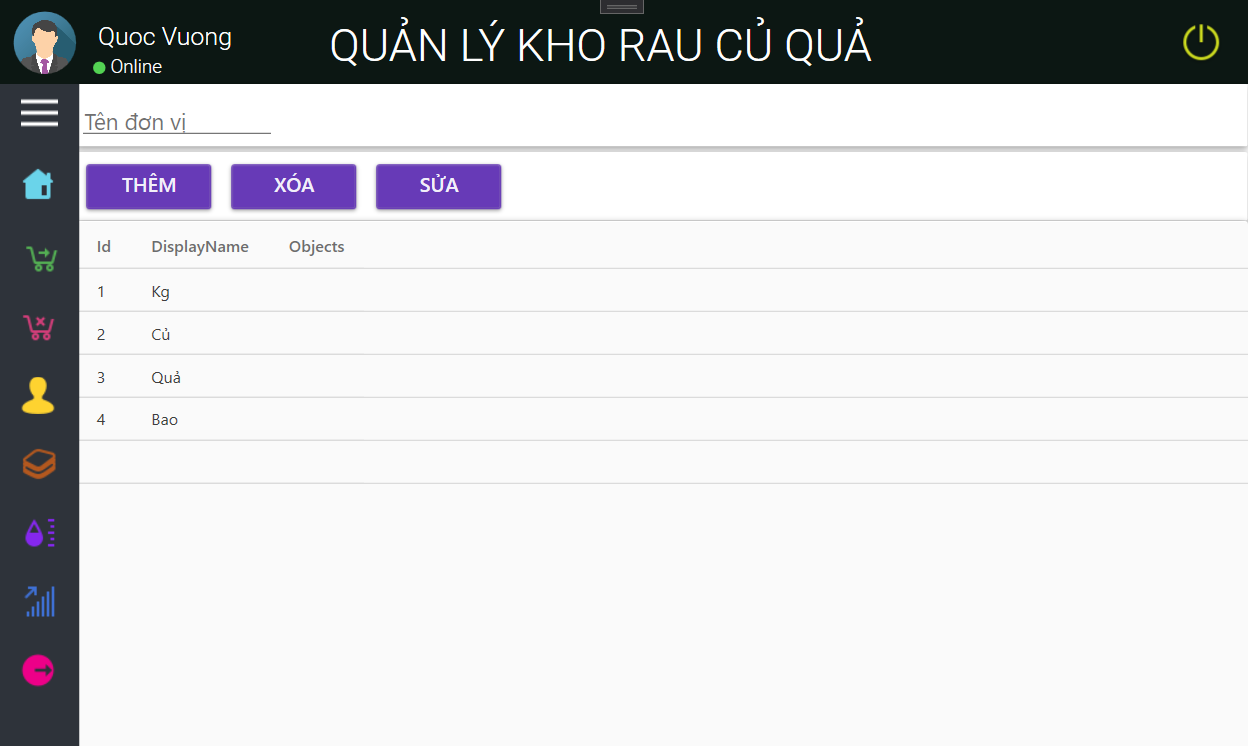 Quoc Vuong
Online
QUẢN LÝ KHO RAU CỦ QUẢ
Tên đơn vị
THÊM XÓA SỬA
Id DisplayName Objects
1 Kg
2 Củ
3 Quả
4 Bao